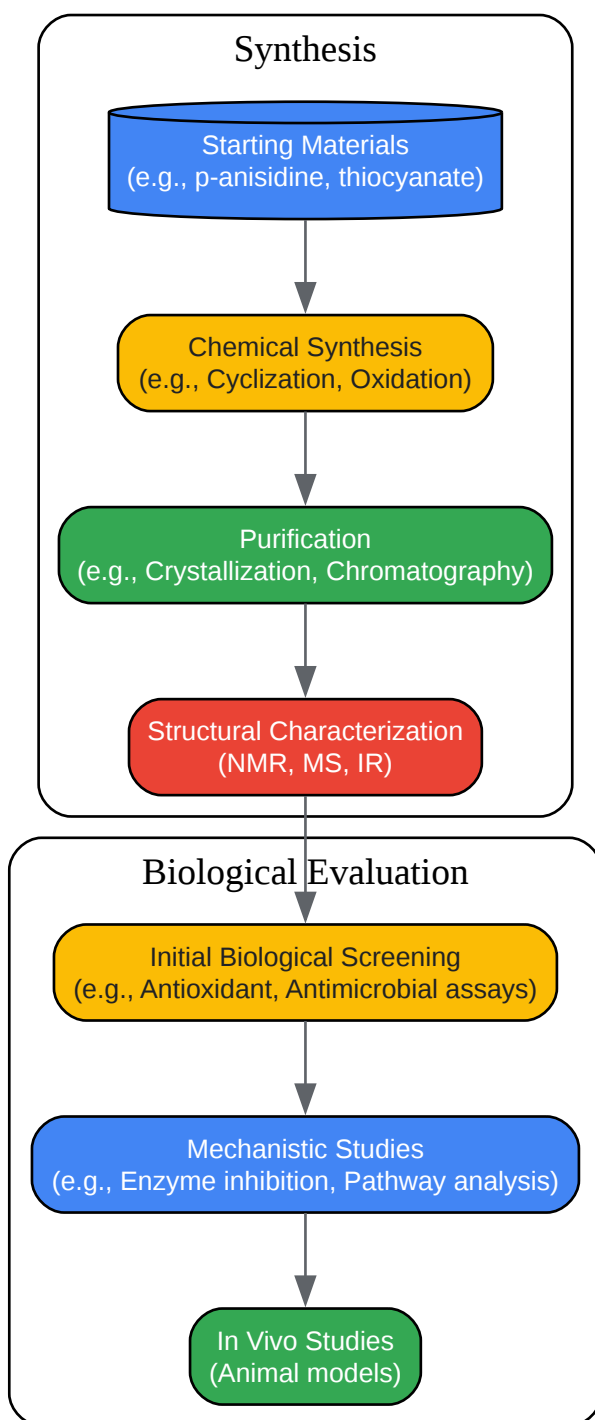 Synthesis
Starting Materials
(e.g., p-anisidine, thiocyanate)
Chemical Synthesis
(e.g., Cyclization, Oxidation)
Purification
(e.g., Crystallization, Chromatography)
Structural Characterization
(NMR, MS, IR)
Biological Evaluation
Initial Biological Screening
(e.g., Antioxidant, Antimicrobial assays)
Mechanistic Studies
(e.g., Enzyme inhibition, Pathway analysis)
In Vivo Studies
(Animal models)